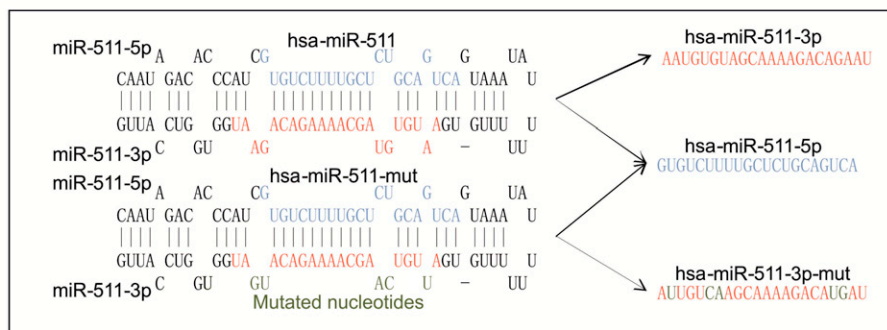 hsa-miR-511
miR-511-5p A AC CG CU G G UA
CAAU GAC CCAU UGUCUUUUGCU GCA UCA UAAA U
GUUA CUG GGUA ACAGAAAACGA UGU AGU GUUU U
miR-511-3p C GU AG UG A – UU
miR-511-5p
hsa-miR-511-mut
A AC CG CU G G UA
CAAU GAC CCAU UGUCUUUUGCU GCA UCA UAAA U
GUUA CUG GGUA ACAGAAAACGA UGU AGU GUUU U
miR-511-3p C GU GU AC U – UU
Mutated nucleotides
hsa-miR-511-3p
AAUGUGUAGCAAAAGACAGAAU
hsa-miR-511-5p
GUGUCUUUUGCUCUGCAGUCA
hsa-miR-511-3p-mut
AUUGUCAAGCAAAAGACAUGAU